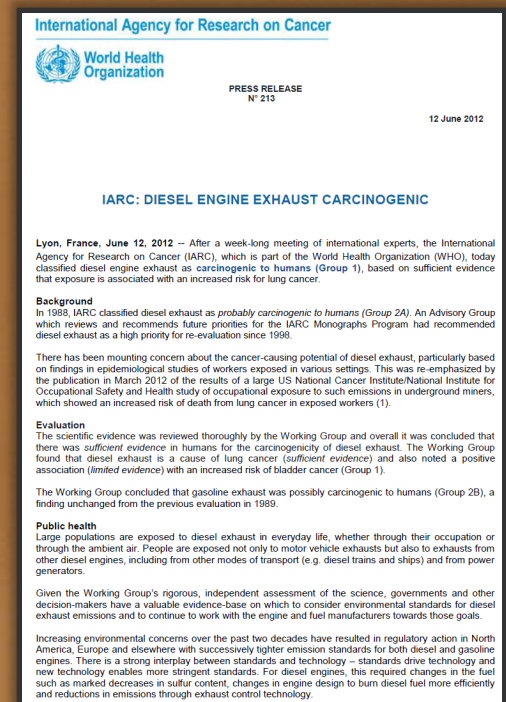 International Agency for Research on Cancer
World Health
Organization
PRESS RELEASE
N° 213
12 June 2012
IARC: DIESEL ENGINE EXHAUST CARCINOGENIC
Lyon, France, June 12, 2012 -- After a week-long meeting of international experts, the International
Agency for Research on Cancer (IARC), which is part of the World Health Organization (WHO), today
classified diesel engine exhaust as carcinogenic to humans (Group 1), based on sufficient evidence
that exposure is associated with an increased risk for lung cancer.
Background
In 1988, IARC classified diesel exhaust as probably carcinogenic to humans (Group 2A). An Advisory Group
which reviews and recommends future priorities for the IARC Monographs Program had recommended
diesel exhaust as a high priority for re-evaluation since 1998.
There has been mounting concern about the cancer-causing potential of diesel exhaust, particularly based
on findings in epidemiological studies of workers exposed in various settings. This was re-emphasized by
the publication in March 2012 of the results of a large US National Cancer Institute/National Institute for
Occupational Safety and Health study of occupational exposure to such emissions in underground miners,
which showed an increased risk of death from lung cancer in exposed workers (1).
Evaluation
The scientific evidence was reviewed thoroughly by the Working Group and overall it was concluded that
there was sufficient evidence in humans for the carcinogenicity of diesel exhaust. The Working Group
found that diesel exhaust is a cause of lung cancer (sufficient evidence) and also noted a positive
association (limited evidence) with an increased risk of bladder cancer (Group 1).
The Working Group concluded that gasoline exhaust was possibly carcinogenic to humans (Group 2B), a
finding unchanged from the previous evaluation in 1989.
Public health
Large populations are exposed to diesel exhaust in everyday life, whether through their occupation or
through the ambient air. People are exposed not only to motor vehicle exhausts but also to exhausts from
other diesel engines, including from other modes of transport (e.g. diesel trains and ships) and from power
generators.
Given the Working Group's rigorous, independent assessment of the science, governments and other
decision-makers have a valuable evidence-base on which to consider environmental standards for diesel
exhaust emissions and to continue to work with the engine and fuel manufacturers towards those goals.
Increasing environmental concerns over the past two decades have resulted in regulatory action in North
America, Europe and elsewhere with successively tighter emission standards for both diesel and gasoline
engines. There is a strong interplay between standards and technology – standards drive technology and
new technology enables more stringent standards. For diesel engines, this required changes in the fuel
such as marked decreases in sulfur content, changes in engine design to burn diesel fuel more efficiently
and reductions in emissions through exhaust control technology.